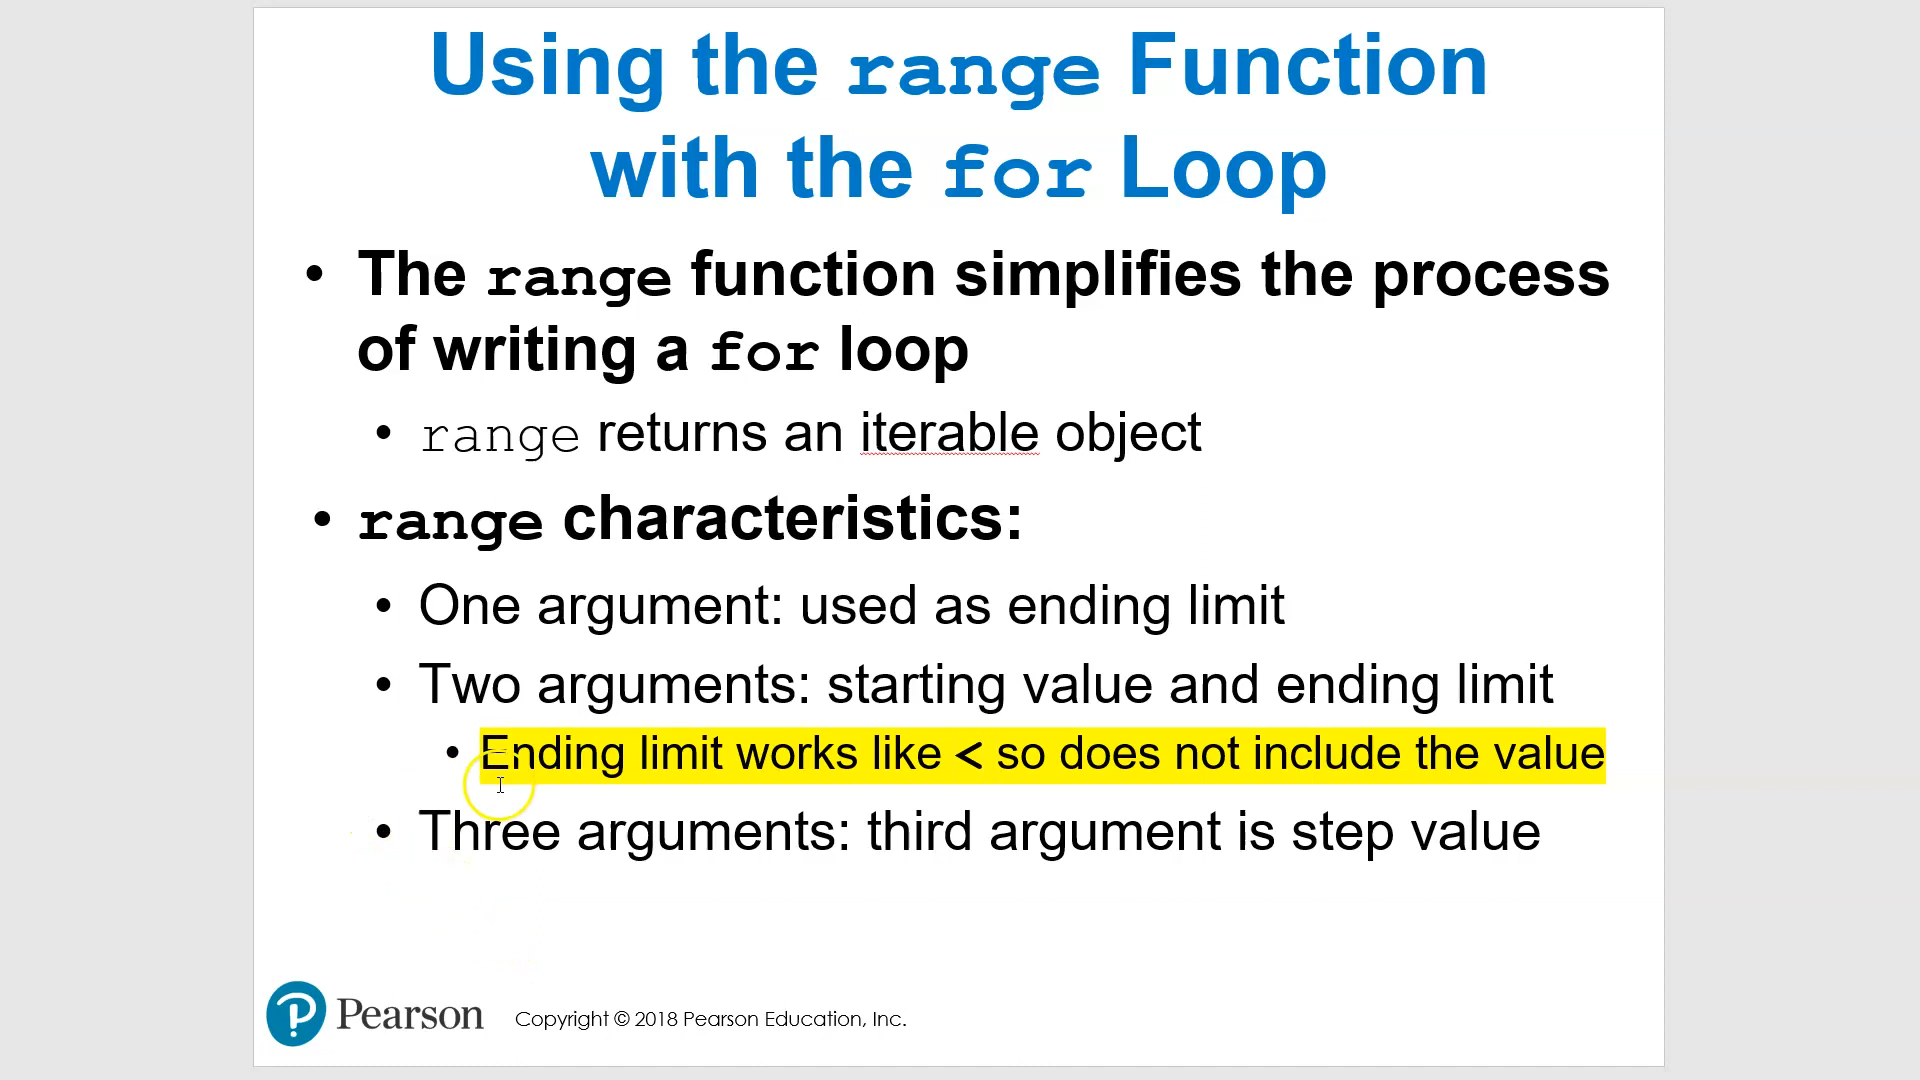 Using the range Function
with the for Loop
• The range function simplifies the process
of writing a for loop
• range returns an iterable object
• range characteristics:
• One argument: used as ending limit
• Two arguments: starting value and ending limit
• Ending limit works like < so does not include the value
• Three arguments: third argument is step value
Pearson Copyright © 2018 Pearson Education, Inc.